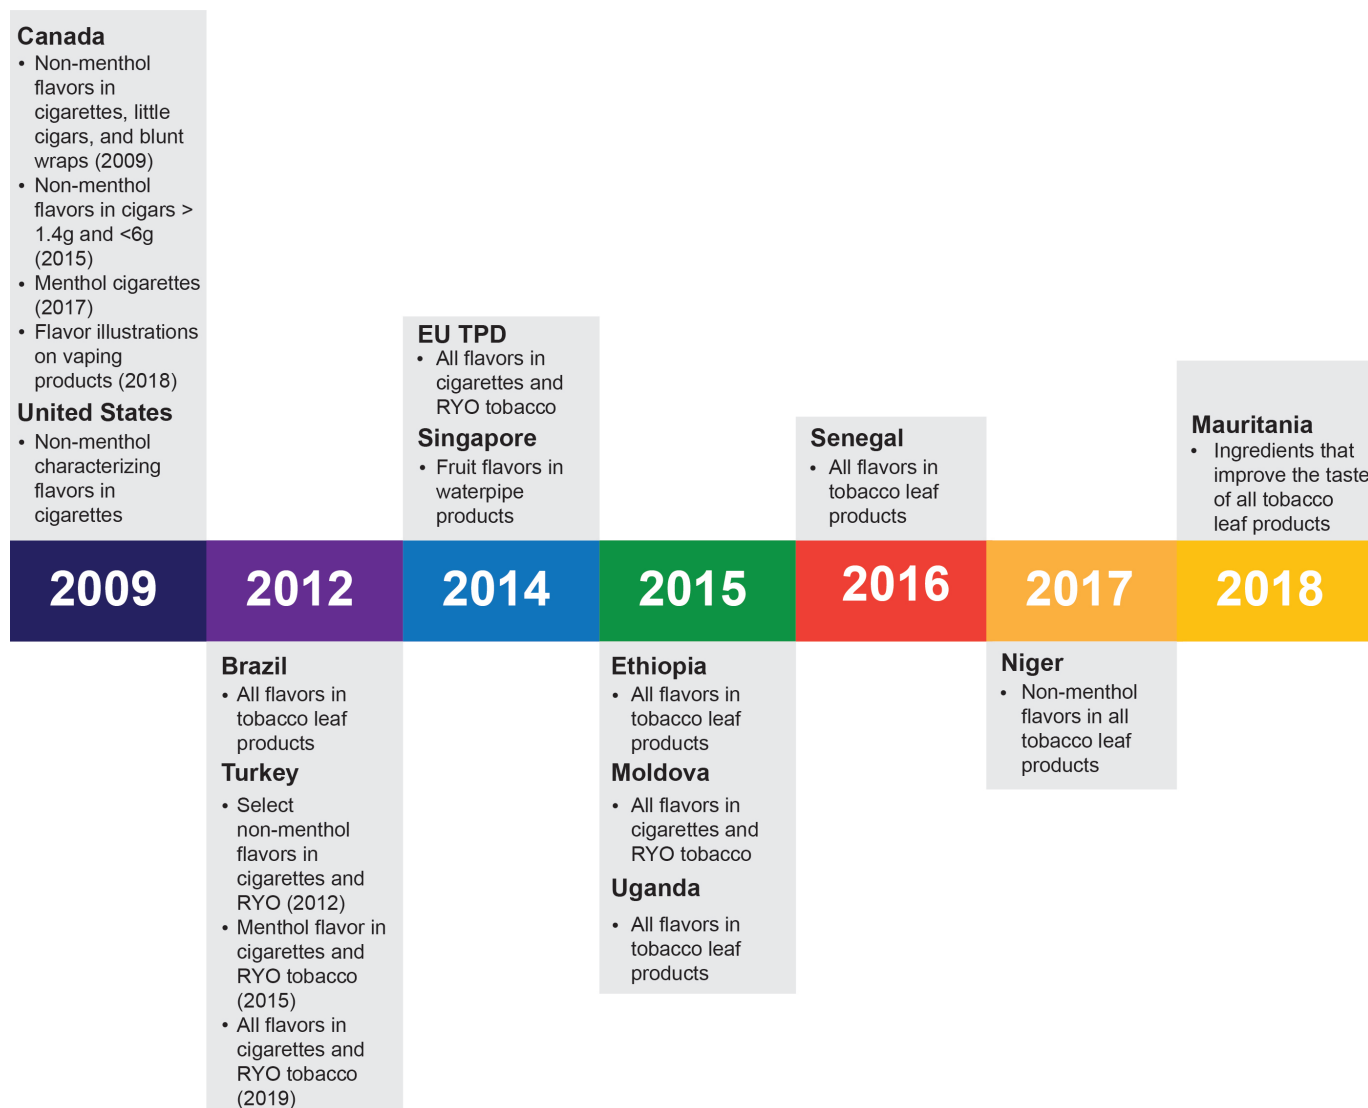 Canada
• Non-menthol
flavors in
cigarettes, little
cigars, and blunt
wraps (2009)
• Non-menthol
flavors in cigars >
1.4g and <6g
(2015)
• Menthol cigarettes
(2017)
• Flavor illustrations
on vaping
products (2018)
United States
• Non-menthol
characterizing
flavors in
cigarettes
EU TPD
• All flavors in
cigarettes and
RYO tobacco
Singapore
• Fruit flavors in
waterpipe
products
Senegal
• All flavors in
tobacco leaf
products
Mauritania
• Ingredients that
improve the taste
of all tobacco
leaf products
2009
2012
2014
2015
2016
2017
2018
Brazil
• All flavors in
tobacco leaf
products
Turkey
• Select
non-menthol
flavors in
cigarettes and
RYO (2012)
• Menthol flavor in
cigarettes and
RYO tobacco
(2015)
• All flavors in
cigarettes and
RYO tobacco
(2019)
Ethiopia
• All flavors in
tobacco leaf
products
Moldova
• All flavors in
cigarettes and
RYO tobacco
Uganda
• All flavors in
tobacco leaf
products
Niger
• Non-menthol
flavors in all
tobacco leaf
products